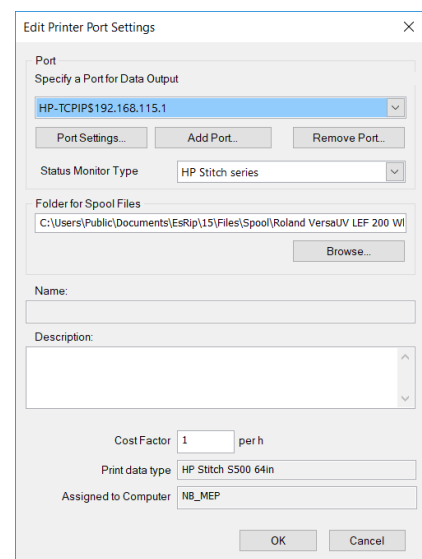 Edit Printer Port Settings
Port
Specify a Port for Data Output
HP-TCPIP$192.168.115.1
Port Settings... Add Port... Remove Port...
Status Monitor Type HP Stitch series
Folder for Spool Files
C:\Users\Public\Documents\EsRip\15\Files\Spool\Roland VersaUV LEF 200 Wl
Browse...
Name:
Description:
Cost Factor 1 per h
Print data type HP Stitch S500 64in
Assigned to Computer NB_MEP
OK Cancel